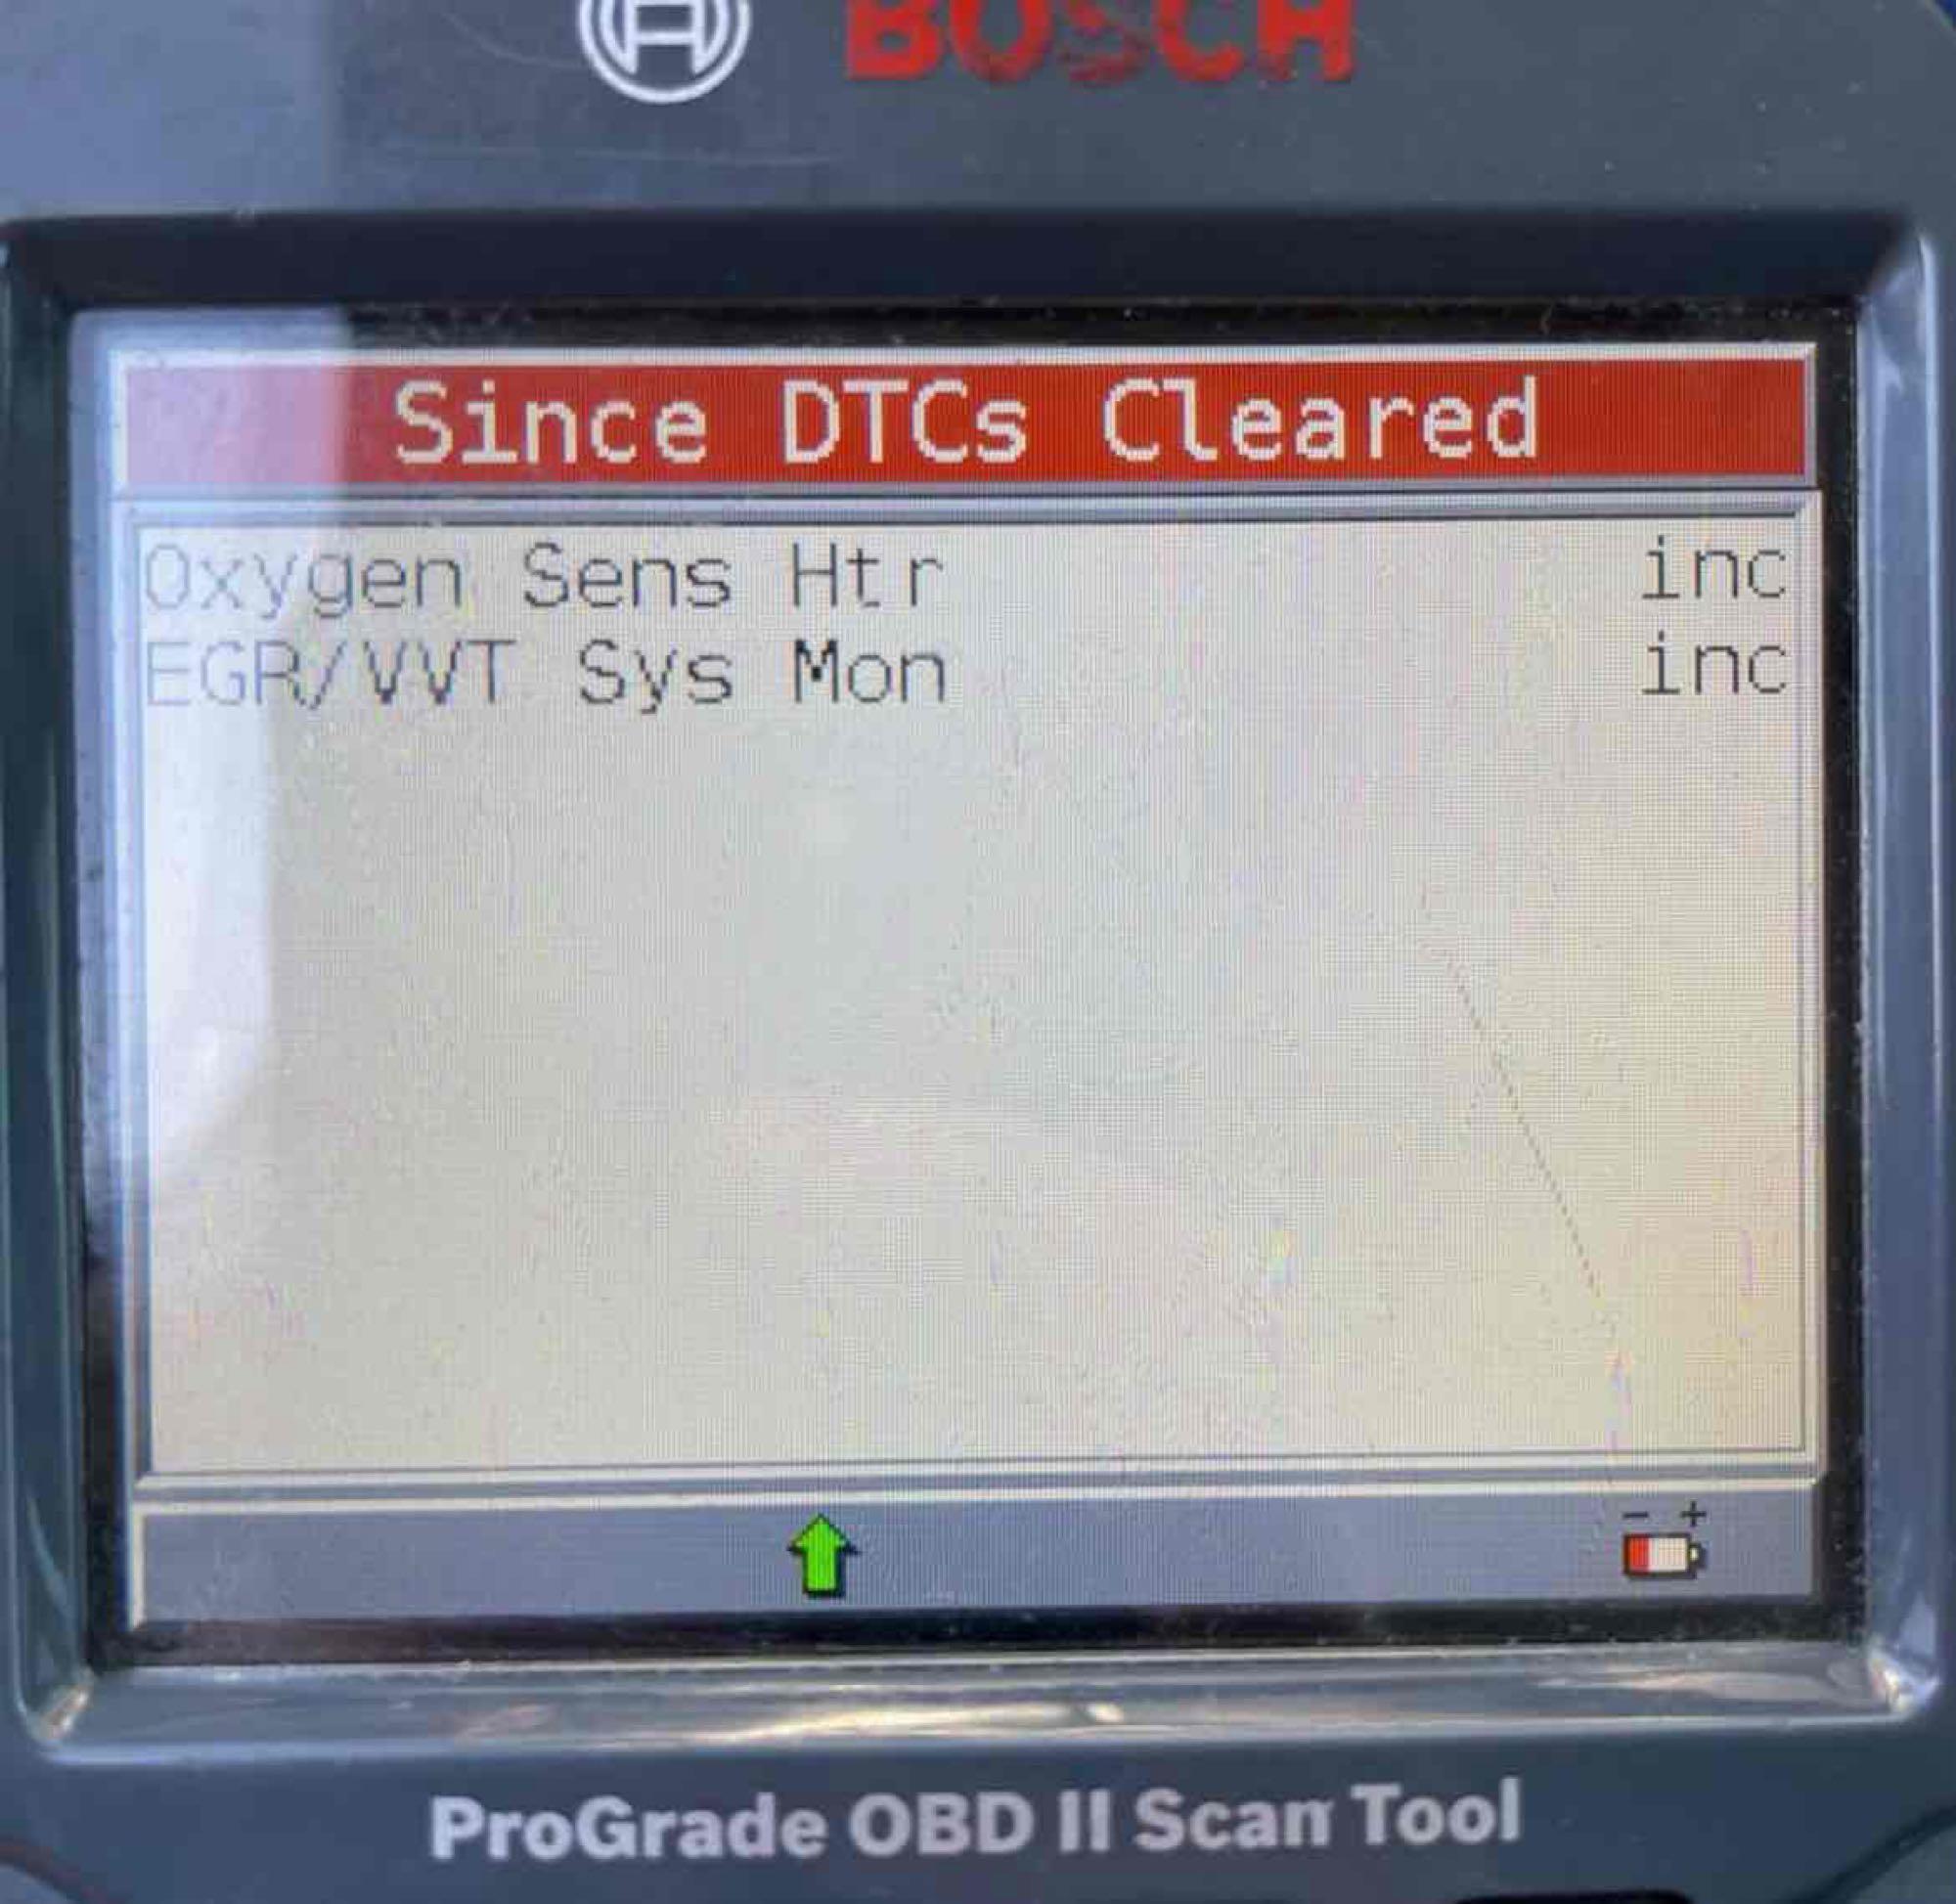 BOSCH
Since DTCs Cleared
Oxygen Sens Htr inc
EGR/VVT Sys Mon inc
- +
ProGrade OBD II Scan Tool